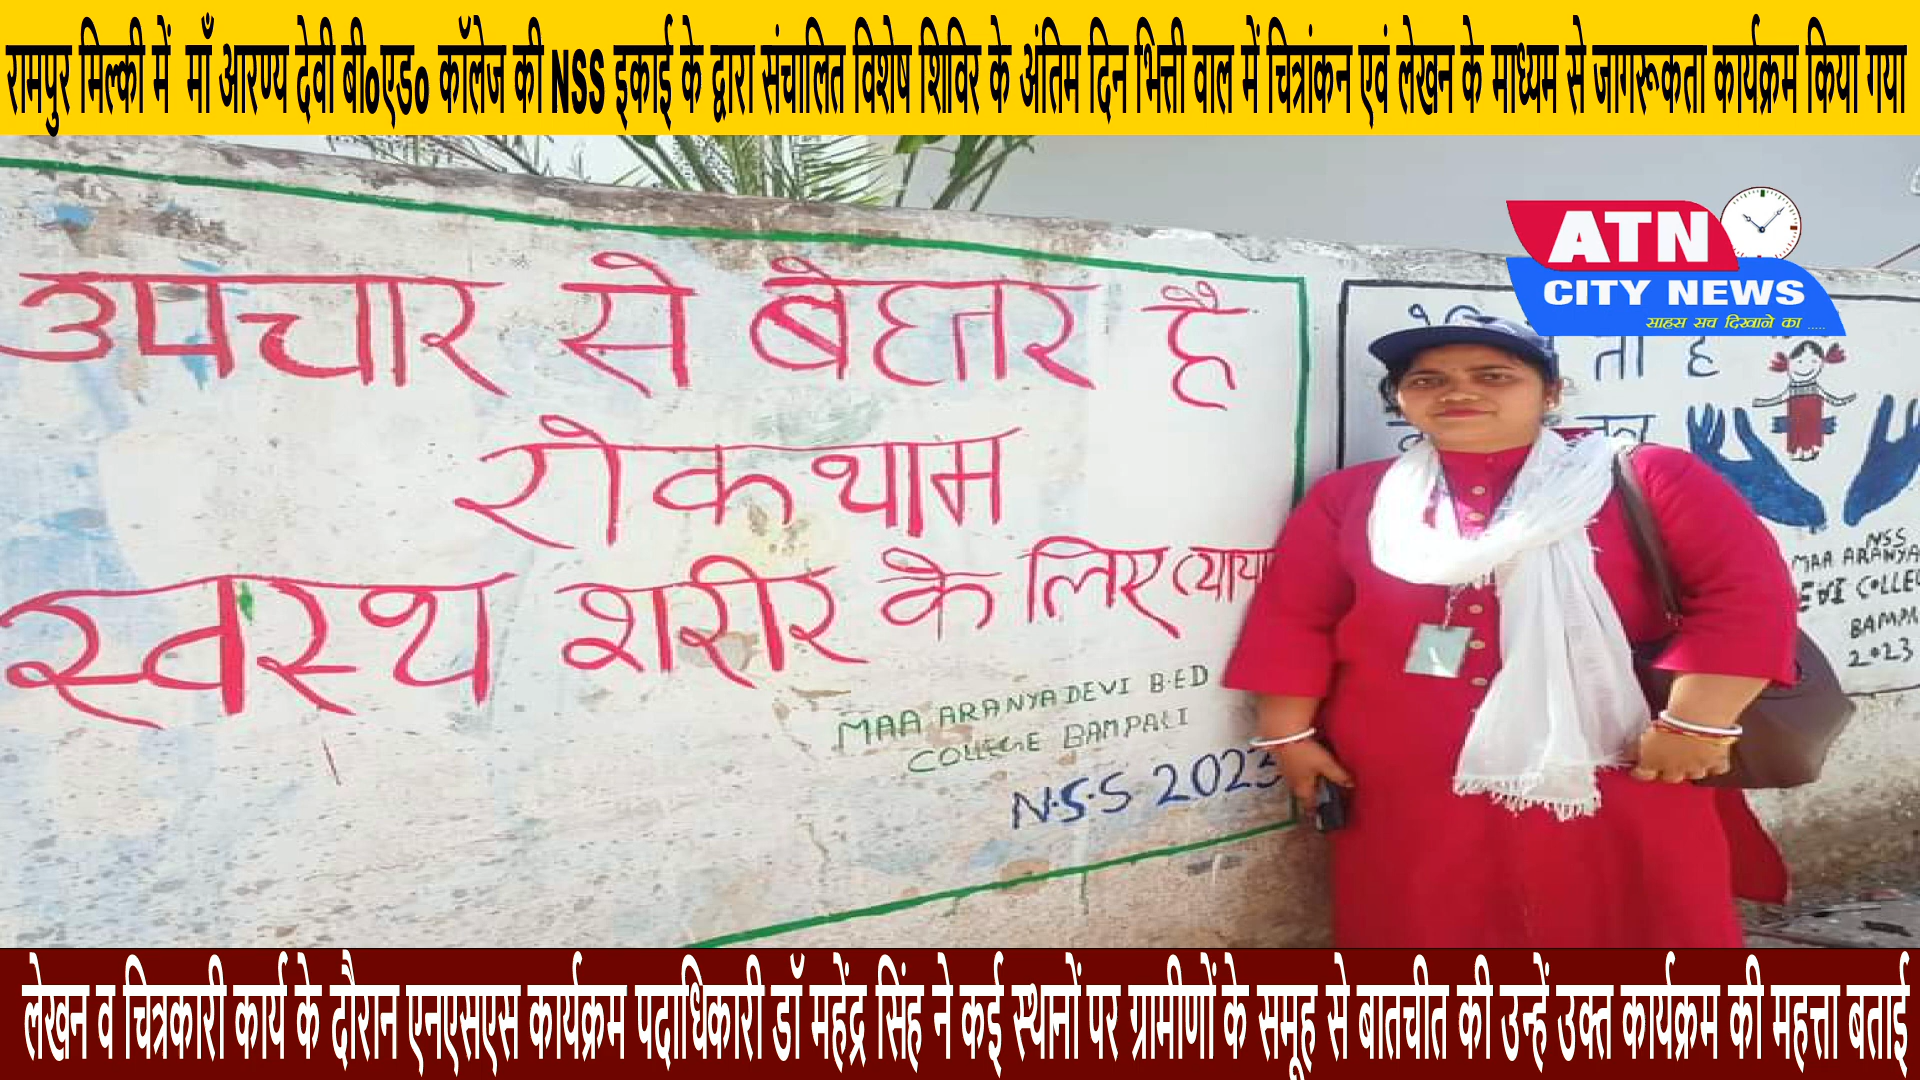 रामपुर मिल्की में माँ आरण्य देवी बी०एड० कॉलेज की NSS इकाई के द्वारा संचालित विशेष शिविर के अंतिम दिन भित्ती वाल में चित्रांकन एवं लेखन के माध्यम से जागरूकता कार्यक्रम किया गया
ATN
CITY NEWS
साहस सच दिखाने का .....
उपचार से बेहतर है
रोकथाम
स्वस्थ शरीर के लिए
MAA ARANYA DEVI B.ED
COLLEGE BAMPALI
N.S.S 2023
NSS
MAA ARANYA
2023
लेखन व चित्रकारी कार्य के दौरान एनएसएस कार्यक्रम पदाधिकारी डॉ महेंद्र सिंह ने कई स्थानों पर ग्रामीणों के समूह से बातचीत की उन्हें उक्त कार्यक्रम की महत्ता बताई